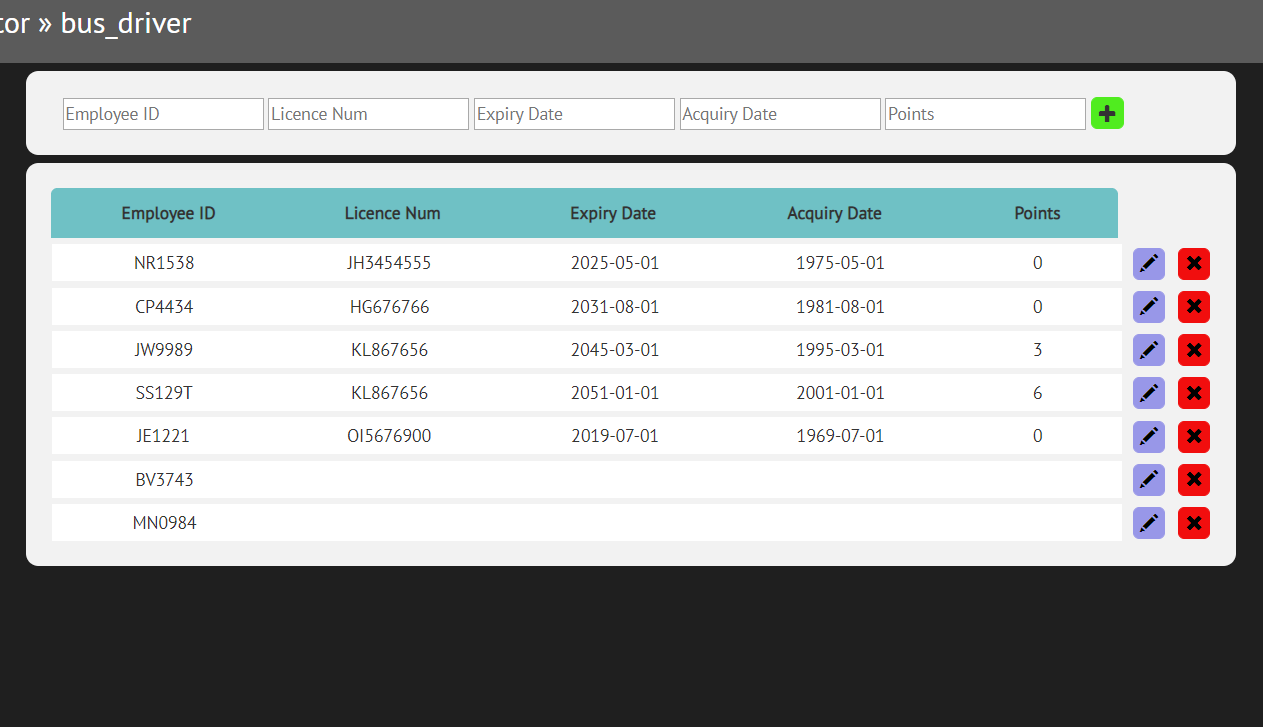 tor » bus_driver
Employee ID Licence Num Expiry Date Acquiry Date Points
Employee ID Licence Num Expiry Date Acquiry Date Points
NR1538 JH3454555 2025-05-01 1975-05-01 0
CP4434 HG676766 2031-08-01 1981-08-01 0
JW9989 KL867656 2045-03-01 1995-03-01 3
SS129T KL867656 2051-01-01 2001-01-01 6
JE1221 OI5676900 2019-07-01 1969-07-01 0
BV3743
MN0984